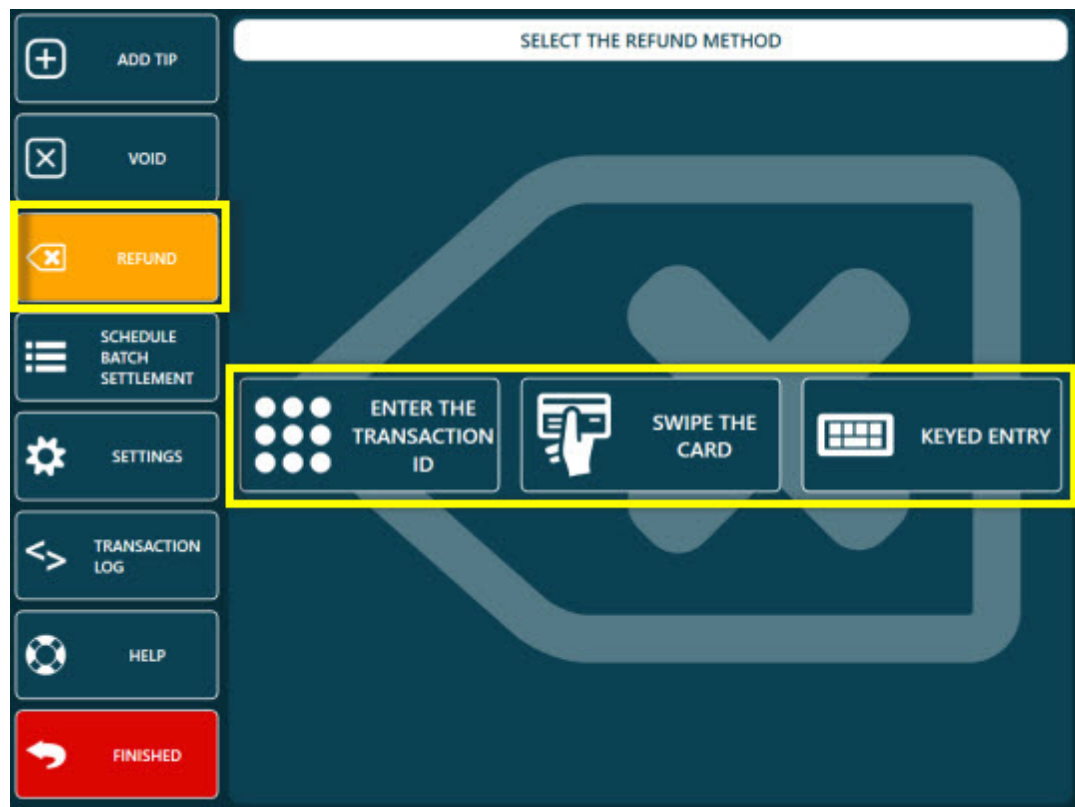 ADD TIP
VOID
REFUND
SCHEDULE
BATCH
SETTLEMENT
SETTINGS
TRANSACTION
LOG
HELP
FINISHED
SELECT THE REFUND METHOD
ENTER THE
TRANSACTION
ID
SWIPE THE
CARD
KEYED ENTRY